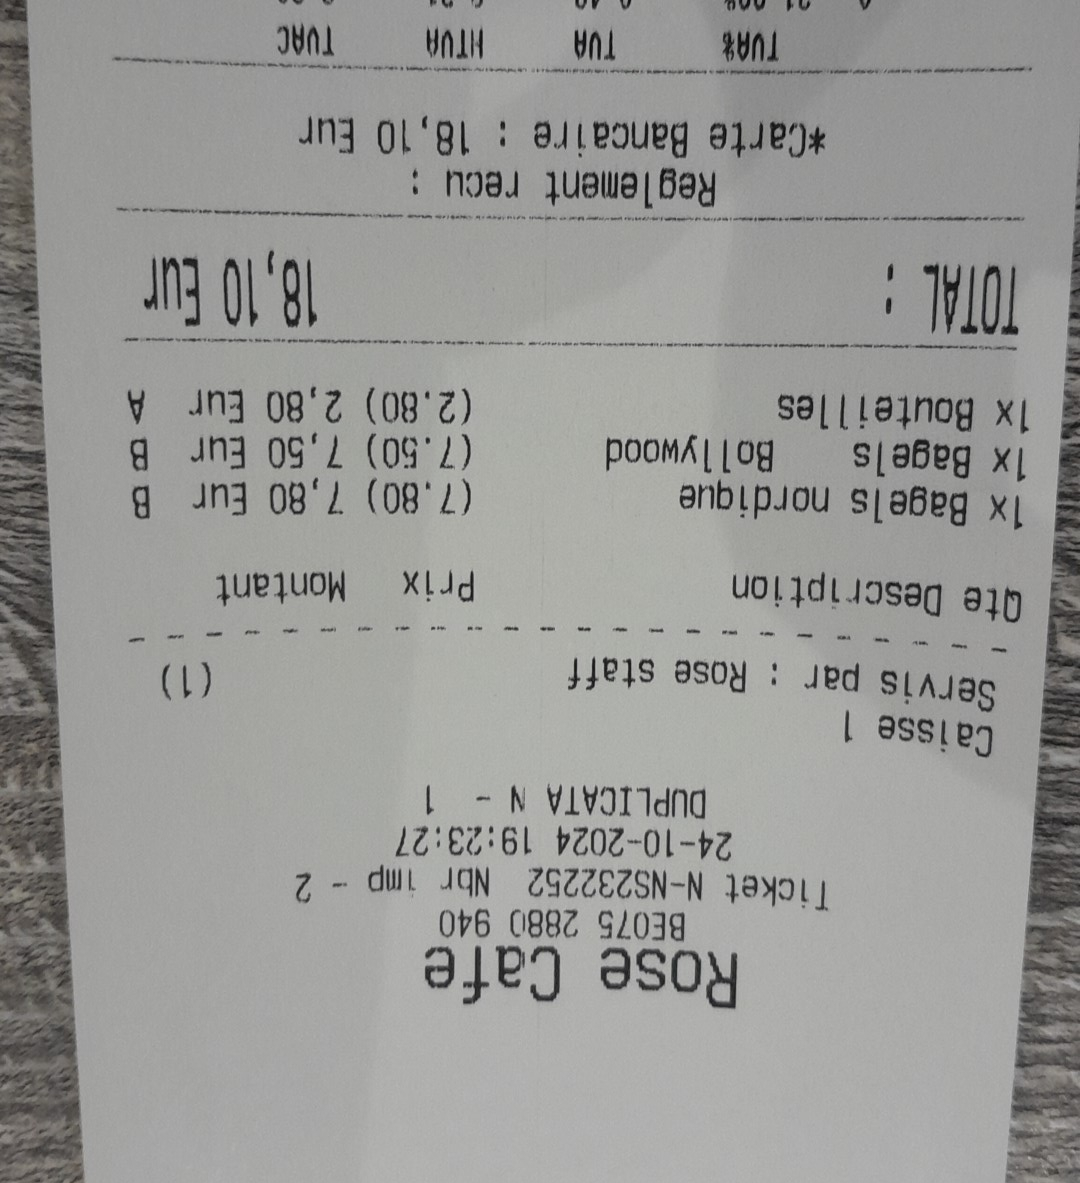 Rose Cafe
BE075 2880 940
Ticket N-NS232252 Nbr imp - 2
24-10-2024 19:23:27
DUPLICATA N - 1
Caisse 1
Servis par : Rose staff (1)
Qte Description Prix Montant
1x Bagels nordique (7.80) 7,80 Eur B
1x Bagels Bollywood (7.50) 7,50 Eur B
1x Bouteilles (2.80) 2,80 Eur A
TOTAL : 18,10 Eur
Reglement recu :
*Carte Bancaire : 18,10 Eur
TVA% TVA HTVA TVAC